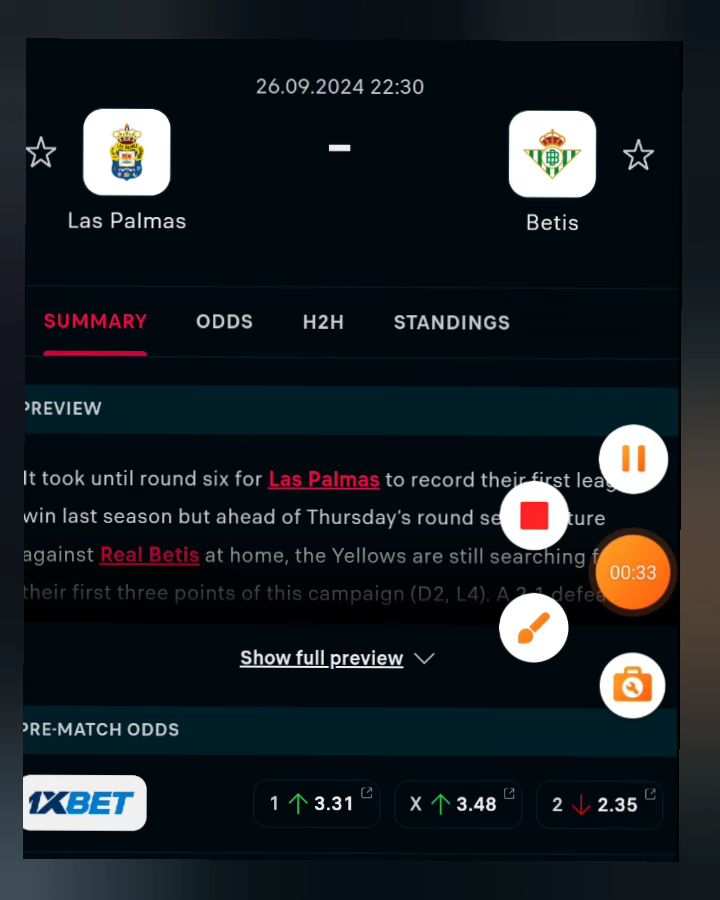 26.09.2024 22:30
Las Palmas
Betis
SUMMARY ODDS H2H STANDINGS
PREVIEW
It took until round six for Las Palmas to record their first
win last season but ahead of Thursday's round
against Real Betis at home, the Yellows are still searching
their first three points of this campaign (D2, L4). A
00:33
Show full preview
PRE-MATCH ODDS
1XBET 1 3.31 X 3.48 2 2.35